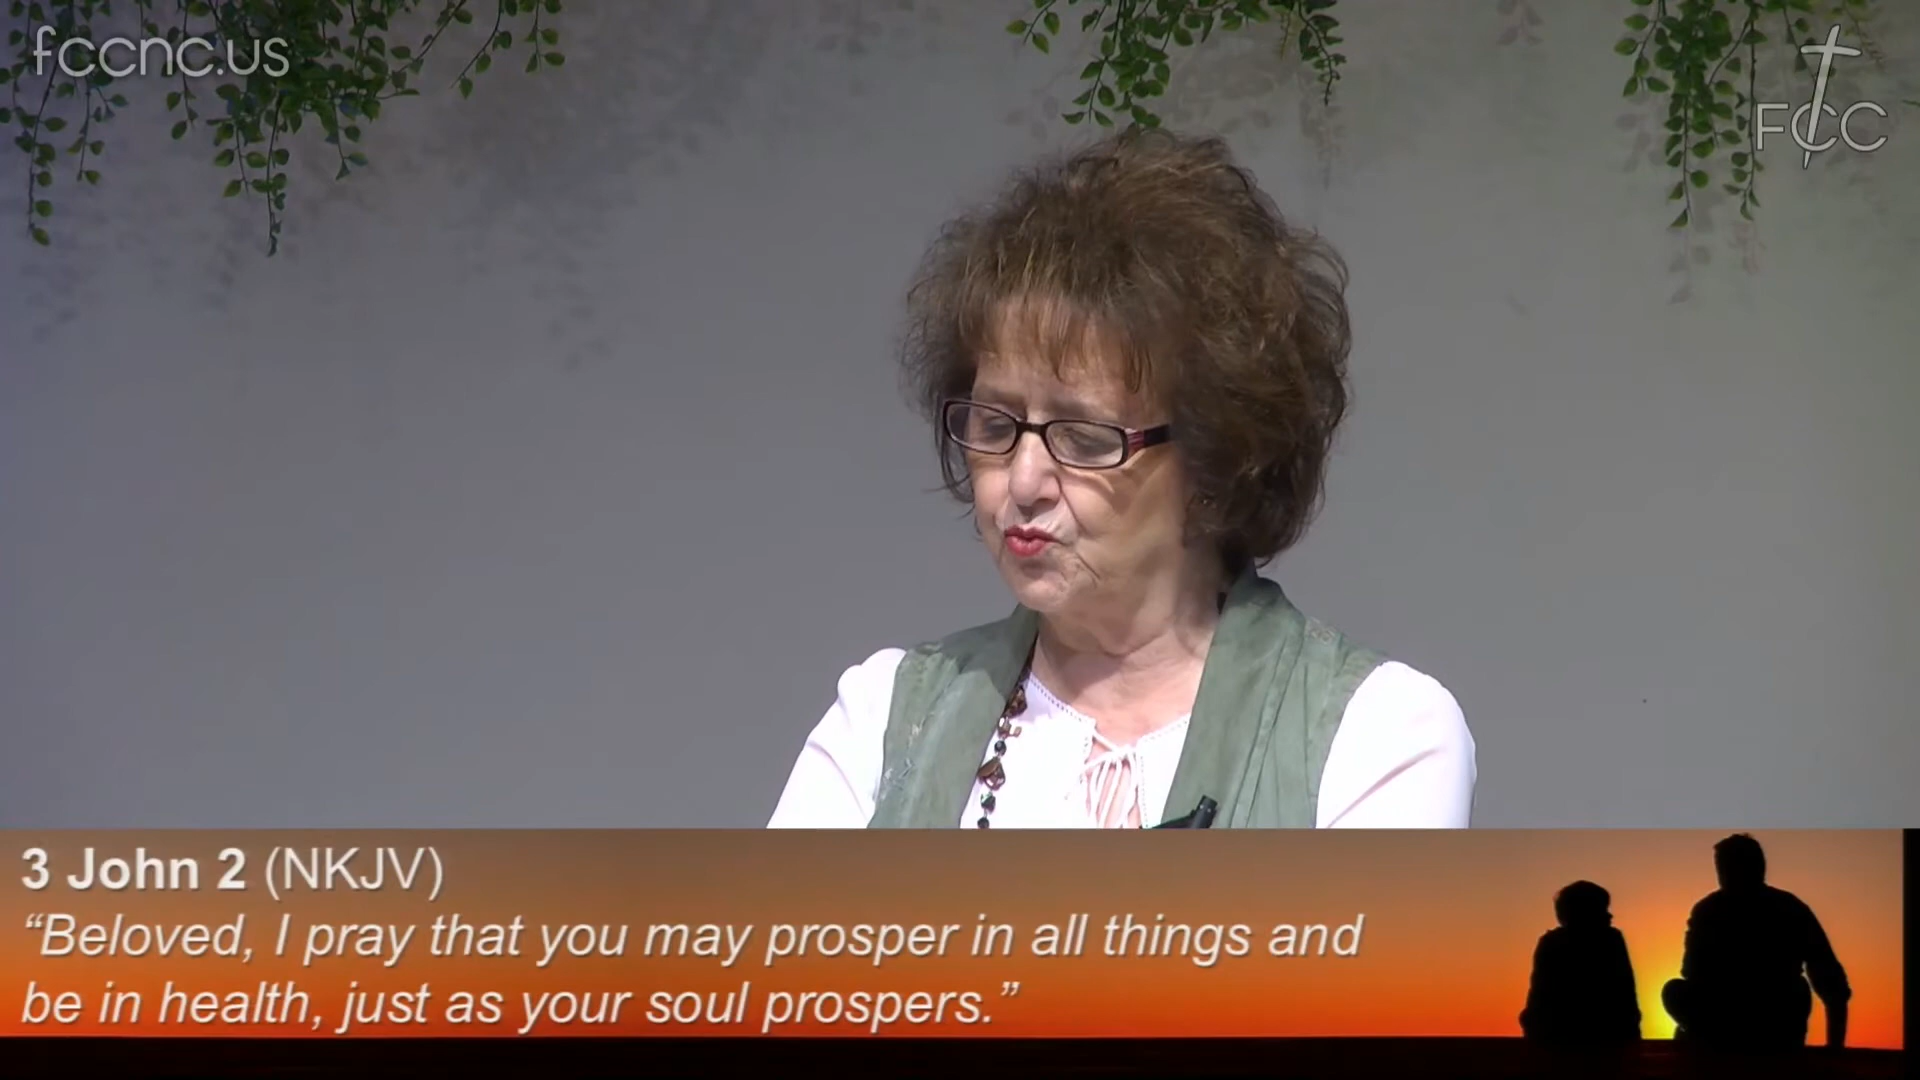 fccnc.us
FCC
3 John 2 (NKJV)
“Beloved, I pray that you may prosper in all things and
be in health, just as your soul prospers.”